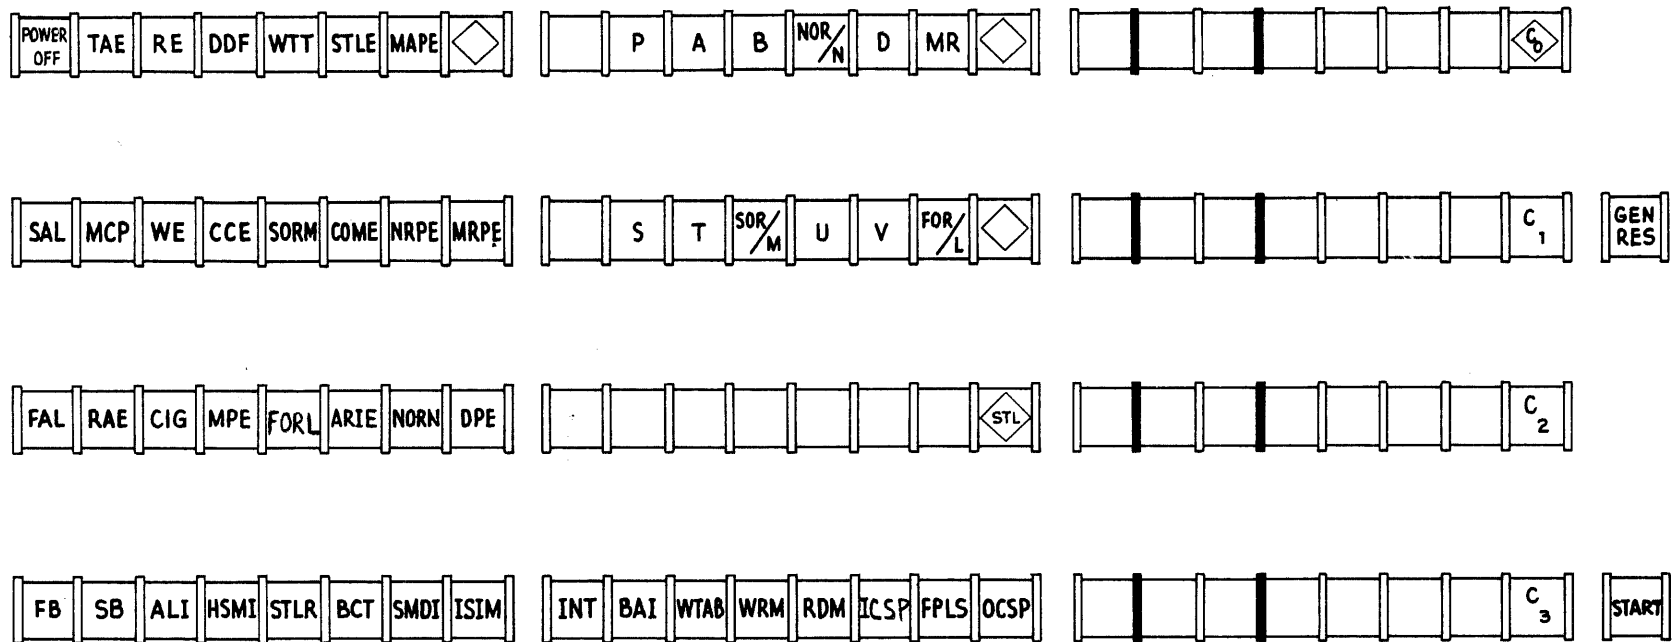 POWER OFF TAE RE DDF WTT STLE MAPE P A B NOR/N D MR C0
SAL MCP WE CCE SORM COME NRPE MRPE S T SOR/M U V FOR/L C1 GEN RES
FAL RAE CIG MPE FORL ARIE NORN DPE STL C2
FB SB ALI HSMI STLR BCT SMDI ISIM INT BAI WTAB WRM RDM ICSP FPLS OCSP C3 START